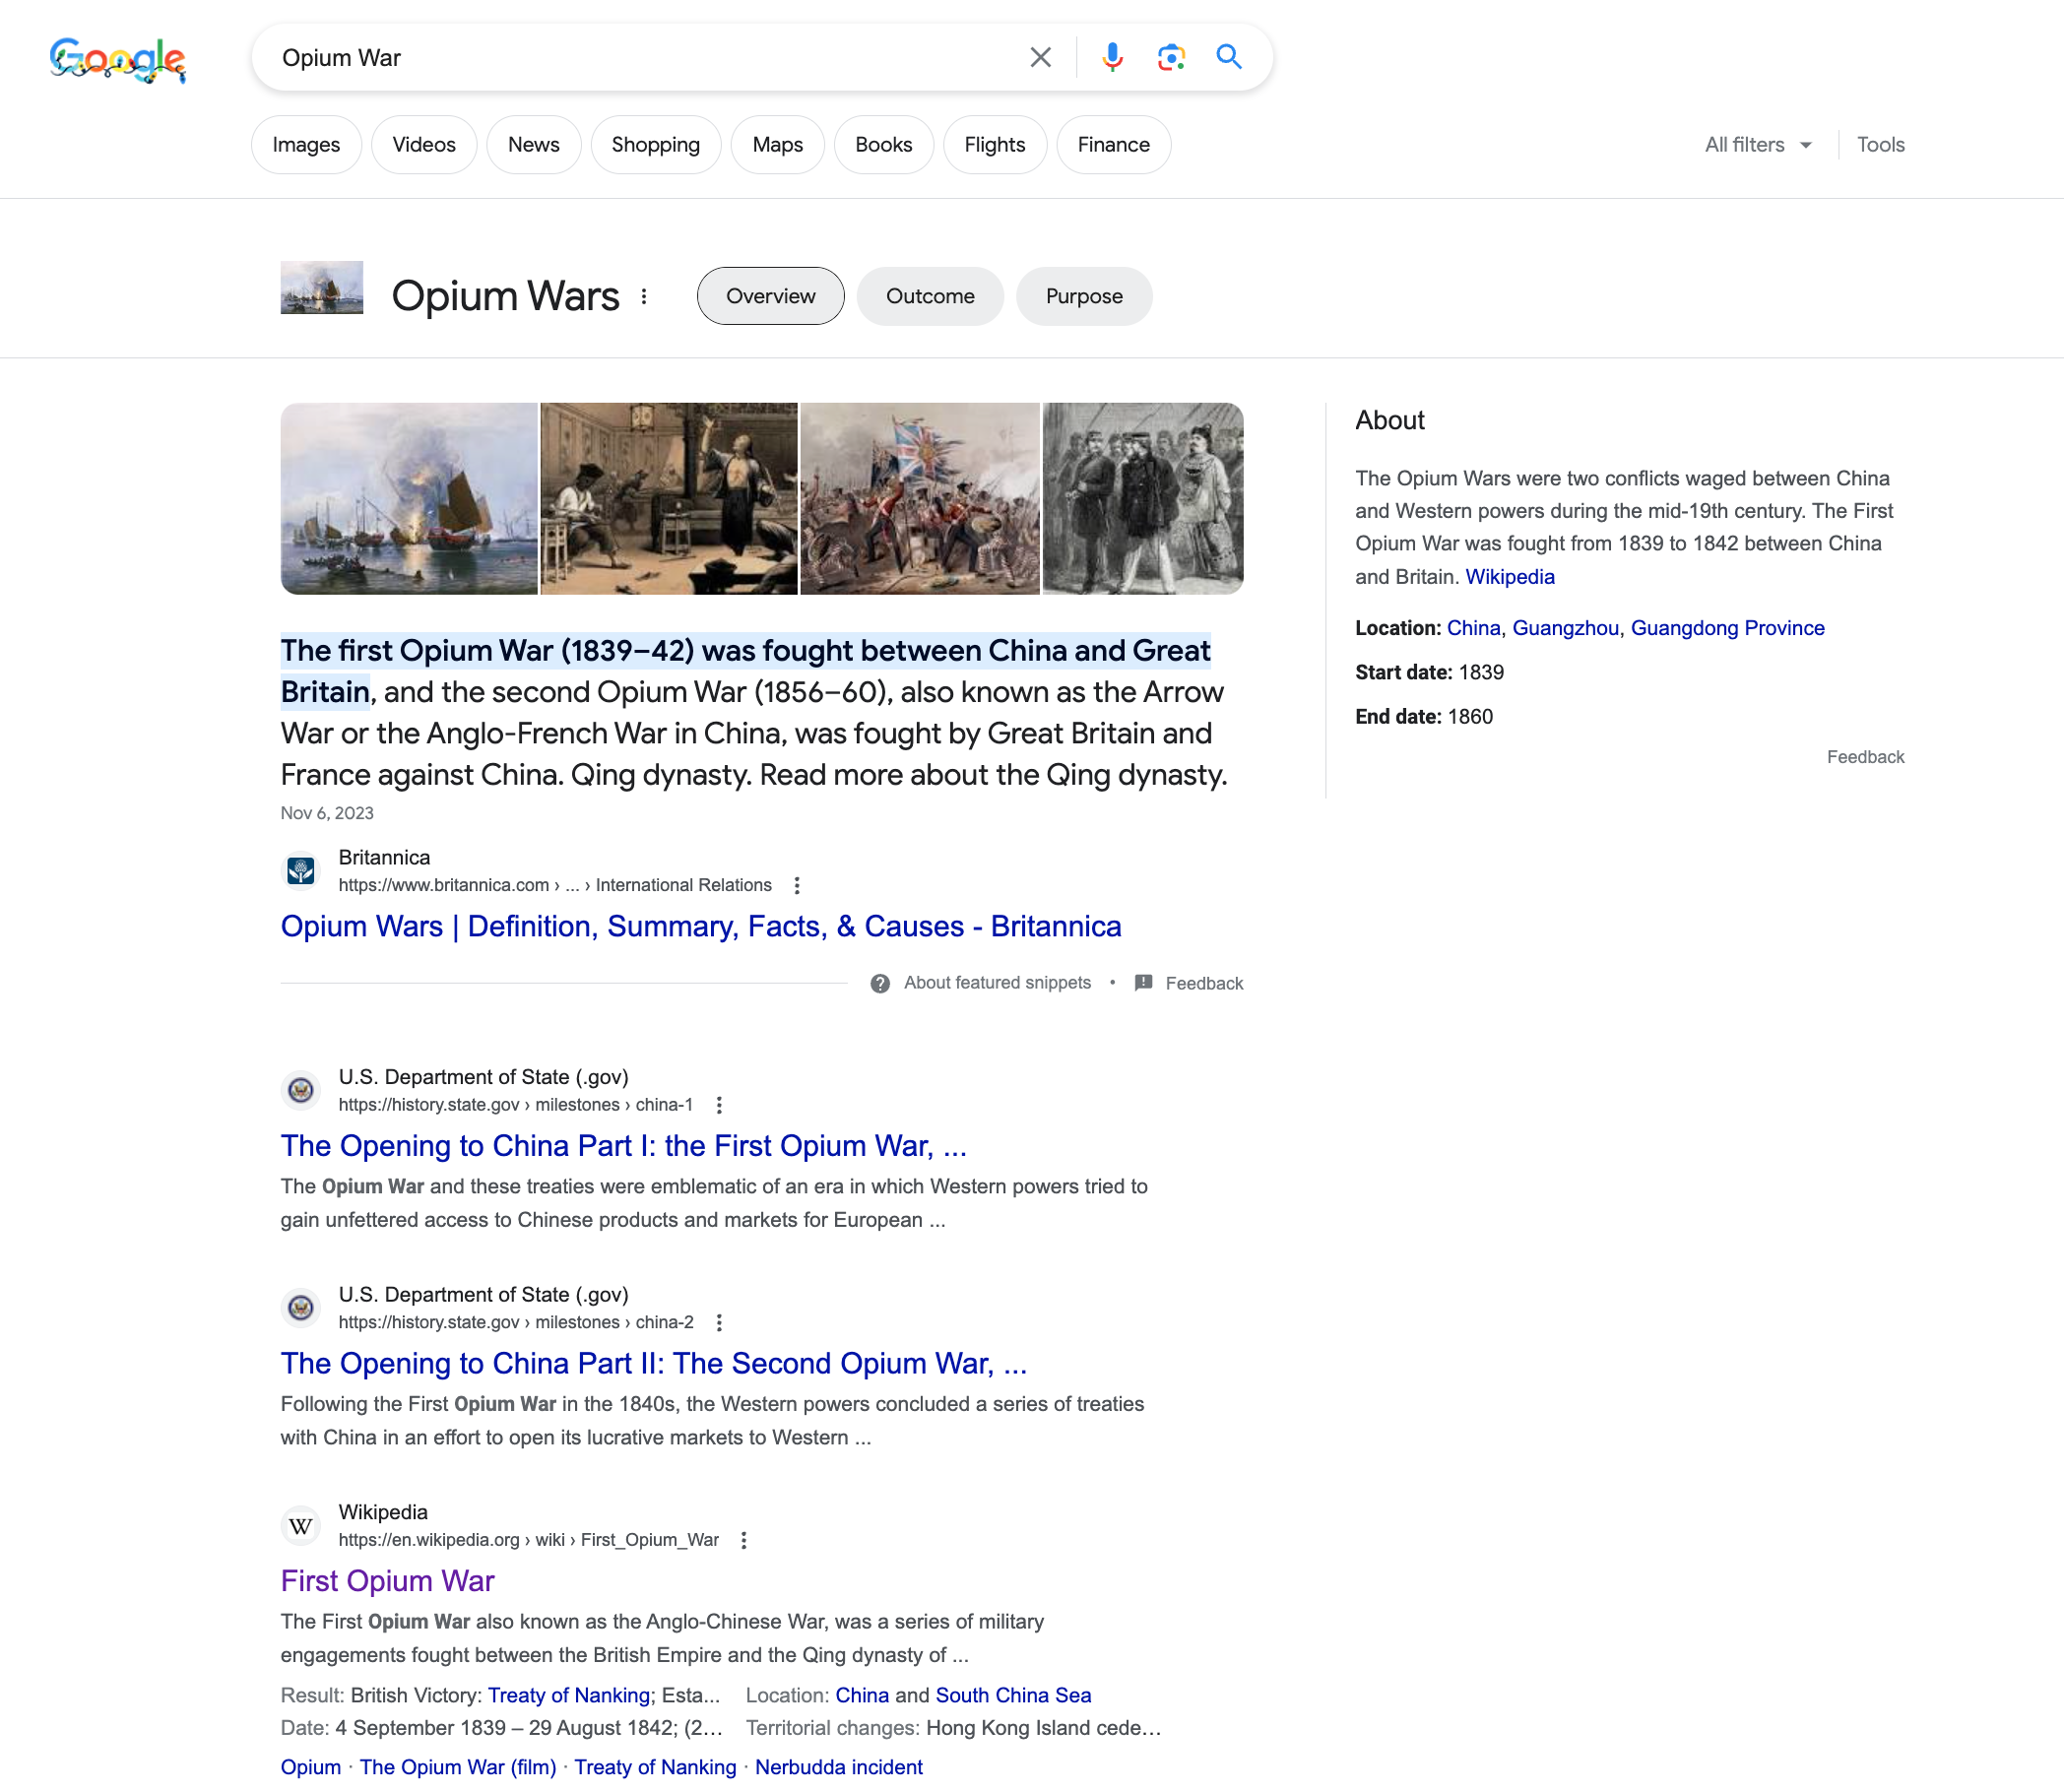 Google
Opium War
Images
Videos
News
Shopping
Maps
Books
Flights
Finance
All filters
Tools
Opium Wars
Overview
Outcome
Purpose
The first Opium War (1839–42) was fought between China and Great
Britain, and the second Opium War (1856–60), also known as the Arrow
War or the Anglo-French War in China, was fought by Great Britain and
France against China. Qing dynasty. Read more about the Qing dynasty.
Nov 6, 2023
Britannica
https://www.britannica.com › ... › International Relations
Opium Wars | Definition, Summary, Facts, & Causes - Britannica
About featured snippets
•
Feedback
U.S. Department of State (.gov)
https://history.state.gov › milestones › china-1
The Opening to China Part I: the First Opium War, ...
The Opium War and these treaties were emblematic of an era in which Western powers tried to
gain unfettered access to Chinese products and markets for European ...
U.S. Department of State (.gov)
https://history.state.gov › milestones › china-2
The Opening to China Part II: The Second Opium War, ...
Following the First Opium War in the 1840s, the Western powers concluded a series of treaties
with China in an effort to open its lucrative markets to Western ...
W
Wikipedia
https://en.wikipedia.org › wiki › First_Opium_War
First Opium War
The First Opium War also known as the Anglo-Chinese War, was a series of military
engagements fought between the British Empire and the Qing dynasty of ...
Result: British Victory: Treaty of Nanking; Esta...
Location: China and South China Sea
Date: 4 September 1839 – 29 August 1842; (2...
Territorial changes: Hong Kong Island cede...
Opium · The Opium War (film) · Treaty of Nanking · Nerbudda incident
About
The Opium Wars were two conflicts waged between China
and Western powers during the mid-19th century. The First
Opium War was fought from 1839 to 1842 between China
and Britain. Wikipedia
Location: China, Guangzhou, Guangdong Province
Start date: 1839
End date: 1860
Feedback